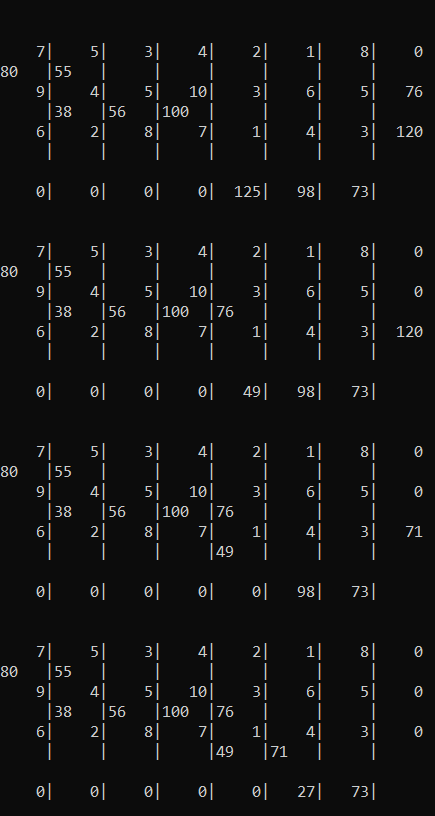 7| 5| 3| 4| 2| 1| 8| 0
80 |55 | | | | | |
9| 4| 5| 10| 3| 6| 5| 76
|38 |56 |100 | | | |
6| 2| 8| 7| 1| 4| 3| 120
| | | | | | |
0| 0| 0| 0| 125| 98| 73|
7| 5| 3| 4| 2| 1| 8| 0
80 |55 | | | | | |
9| 4| 5| 10| 3| 6| 5| 0
|38 |56 |100 |76 | | |
6| 2| 8| 7| 1| 4| 3| 120
| | | | | | |
0| 0| 0| 0| 49| 98| 73|
7| 5| 3| 4| 2| 1| 8| 0
80 |55 | | | | | |
9| 4| 5| 10| 3| 6| 5| 0
|38 |56 |100 |76 | | |
6| 2| 8| 7| 1| 4| 3| 71
| | | |49 | | |
0| 0| 0| 0| 0| 98| 73|
7| 5| 3| 4| 2| 1| 8| 0
80 |55 | | | | | |
9| 4| 5| 10| 3| 6| 5| 0
|38 |56 |100 |76 | | |
6| 2| 8| 7| 1| 4| 3| 0
| | | |49 |71 | |
0| 0| 0| 0| 0| 27| 73|